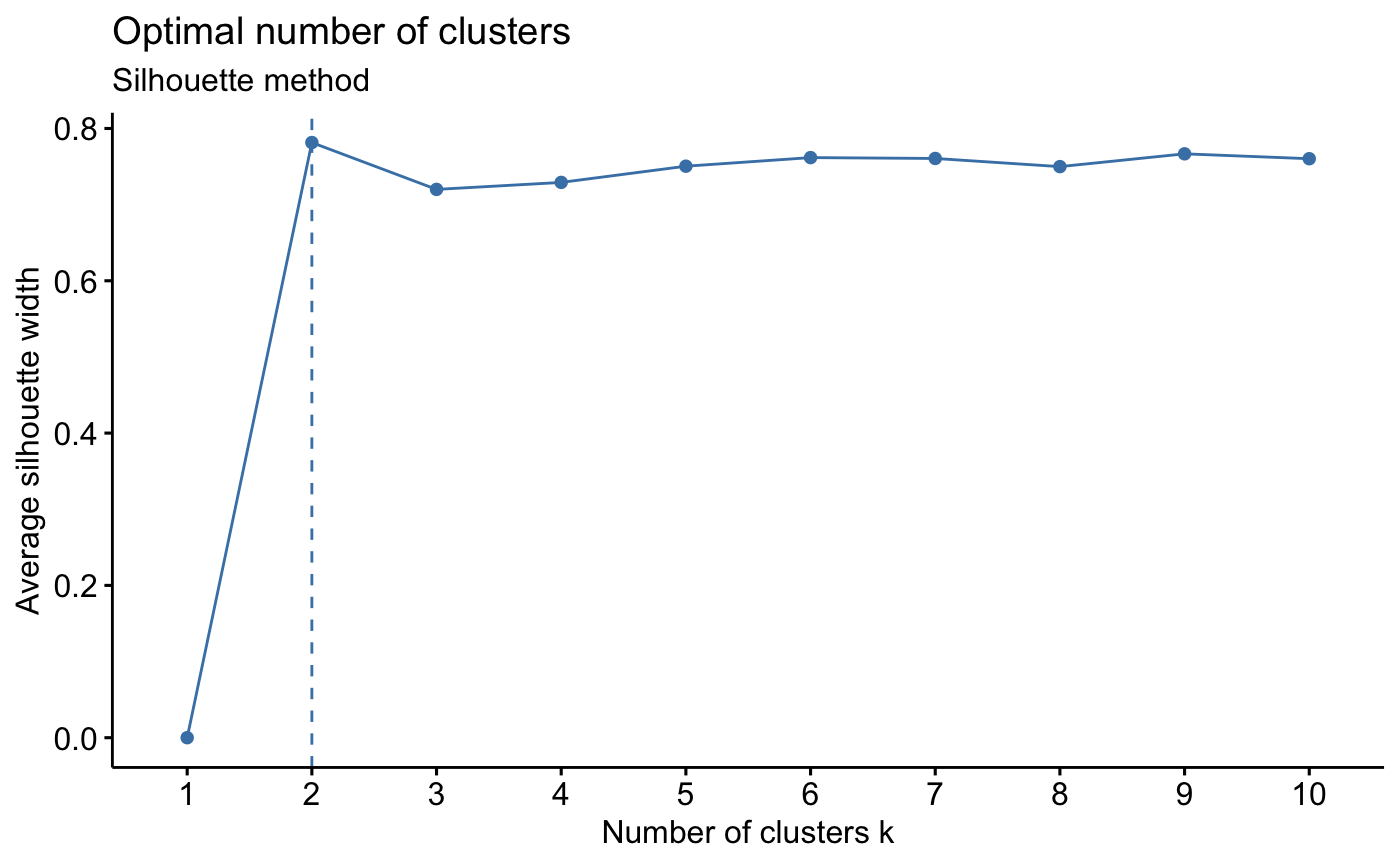 Optimal number of clusters
Silhouette method
Average silhouette width
0.8
0.6
0.4
0.2
0.0
1 2 3 4 5 6 7 8 9 10
Number of clusters k